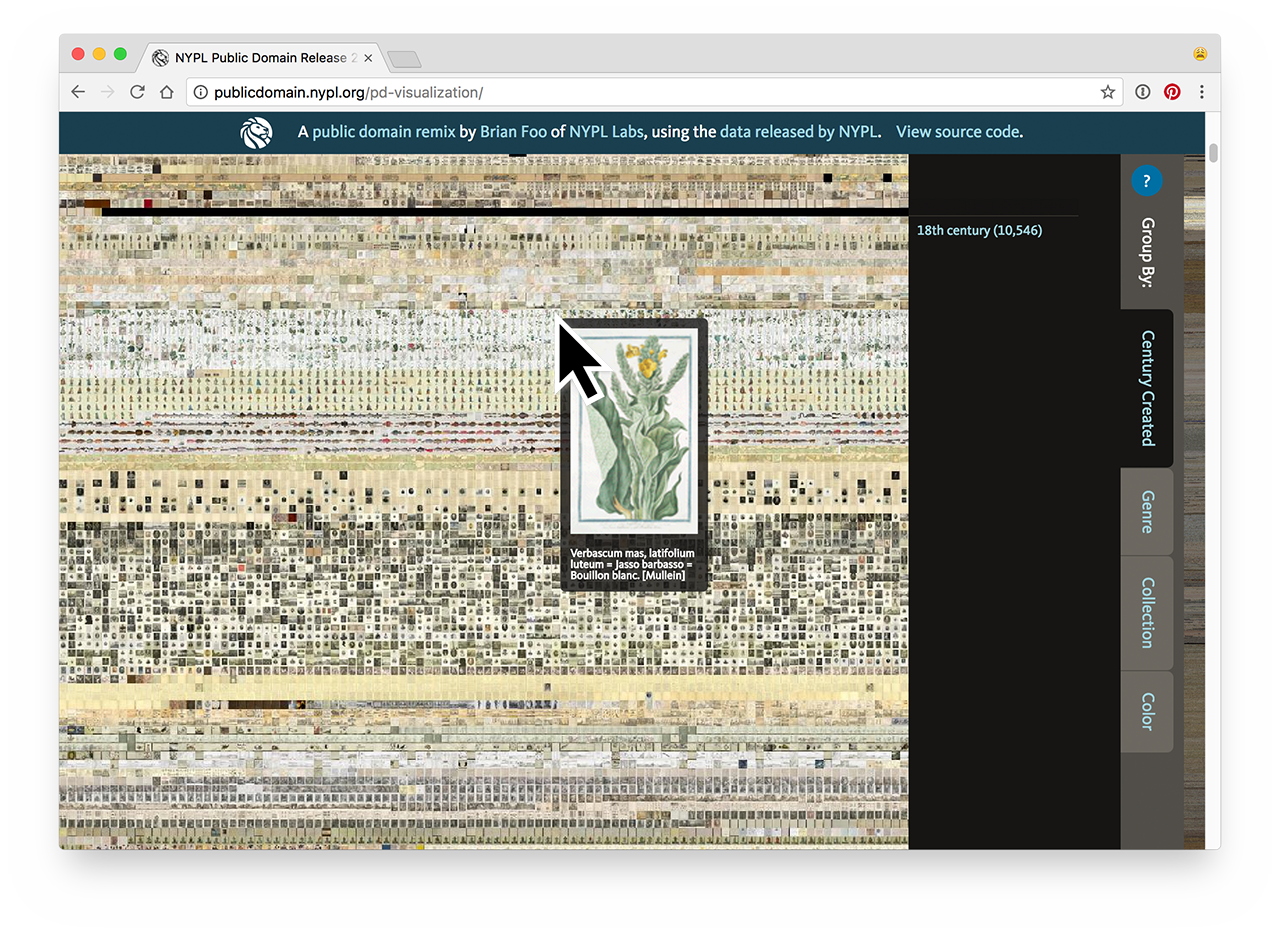 NYPL Public Domain Release 2
publicdomain.nypl.org/pd-visualization/
A public domain remix by Brian Foo of NYPL Labs, using the data released by NYPL. View source code.
?
Group By:
18th century (10,546)
Century Created
Genre
Collection
Color
Verbascum mas, latifolium
luteum = Jasso barbasso =
Bouillon blanc. [Mullein]